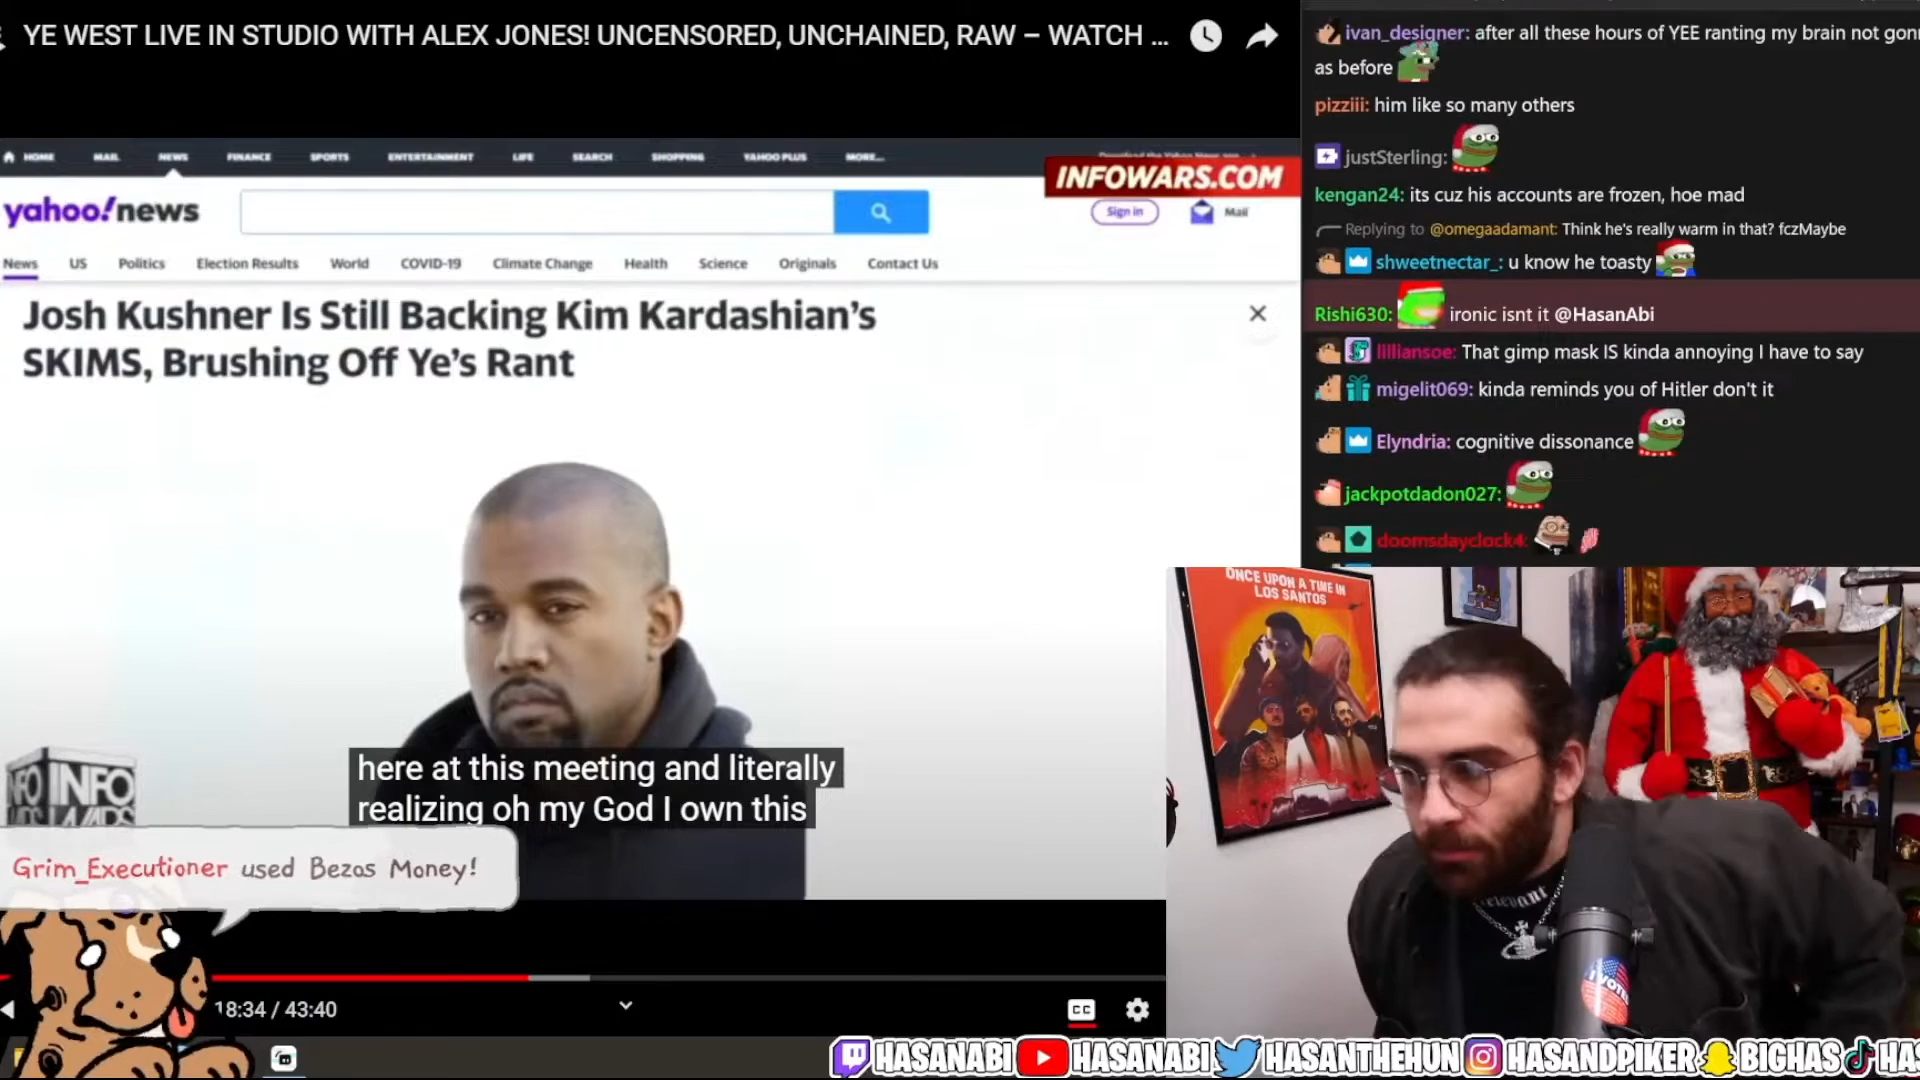 YE WEST LIVE IN STUDIO WITH ALEX JONES! UNCENSORED, UNCHAINED, RAW – WATCH ...
HOME MAIL NEWS FINANCE SPORTS ENTERTAINMENT LIFE SEARCH SHOPPING YAHOO PLUS MORE...
INFOWARS.COM
yahoo!news
Sign in Mail
News US Politics Election Results World COVID-19 Climate Change Health Science Originals Contact Us
Josh Kushner Is Still Backing Kim Kardashian's
SKIMS, Brushing Off Ye's Rant
INFO INFO
WARS
here at this meeting and literally
realizing oh my God I own this
Grim_Executioner used Bezos Money!
18:34 / 43:40
CC
ivan_designer: after all these hours of YEE ranting my brain not gon
as before
pizziii: him like so many others
justSterling:
kengan24: its cuz his accounts are frozen, hoe mad
Replying to @omegaadamant: Think he's really warm in that? fczMaybe
shweetnectar_: u know he toasty
Rishi630: ironic isnt it @HasanAbi
lilliansoe: That gimp mask IS kinda annoying I have to say
migelit069: kinda reminds you of Hitler don't it
Elyndria: cognitive dissonance
jackpotdadon027:
doomsdayclock4:
ONCE UPON A TIME IN
LOS SANTOS
relevant
I VOTED
HASANABI HASANABI HASANTHEHUN HASANDPIKER BIGHAS HAS